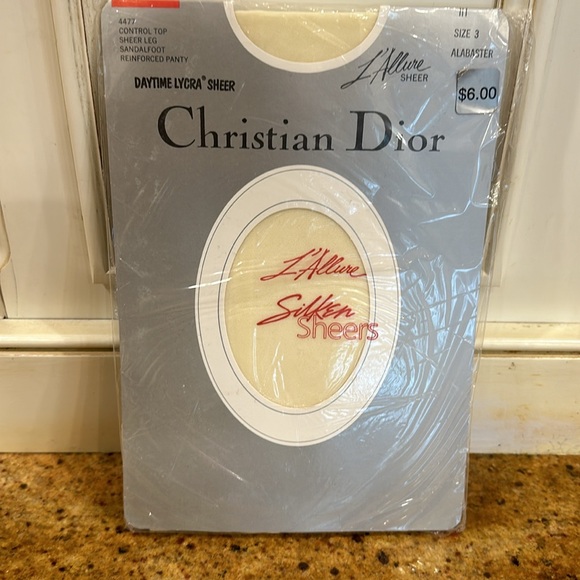 4477
CONTROL TOP
SHEER LEG
SANDALFOOT
REINFORCED PANTY
DAYTIME LYCRA® SHEER
SIZE 3
ALABASTER
L'Allure
SHEER
$6.00
Christian Dior
L'Allure
Silken
Sheers